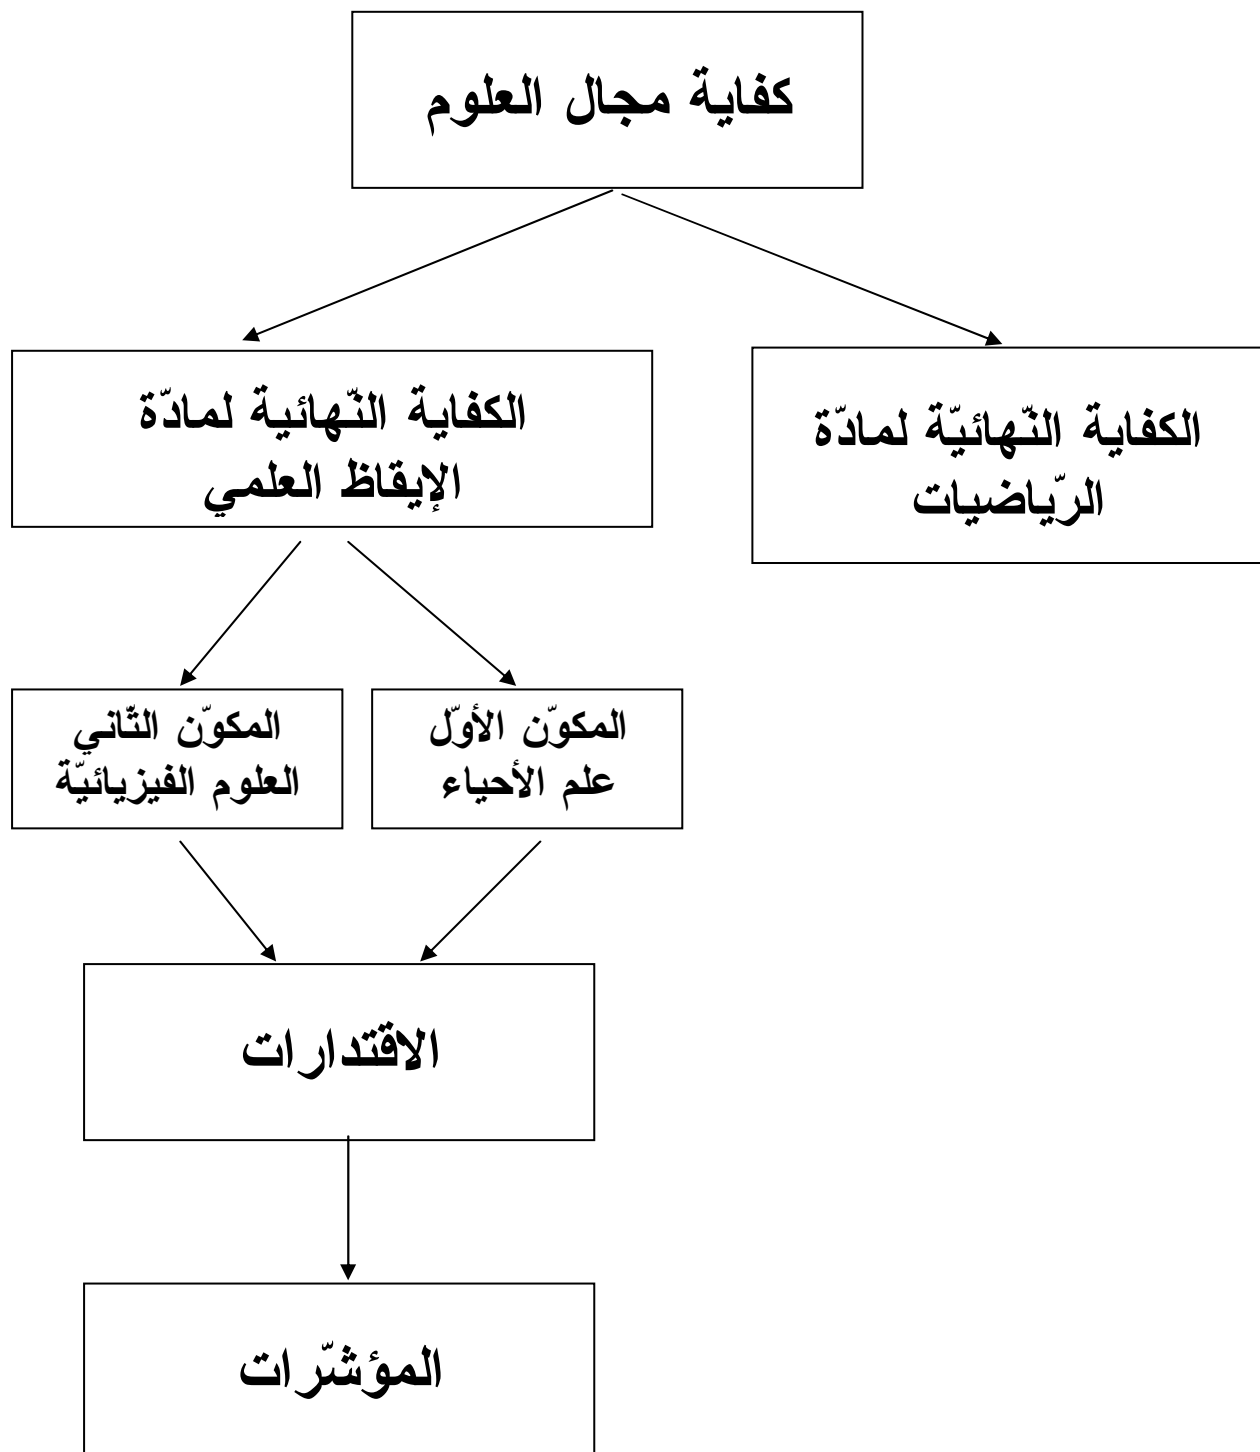 كفاية مجال العلوم
الكفاية النّهائيّة لمادّة
الرّياضيات
الكفاية النّهائية لمادّة
الإيقاظ العلمي
المكوّن الأوّل
علم الأحياء
المكوّن الثّاني
العلوم الفيزيائيّة
الاقتدارات
المؤشّرات